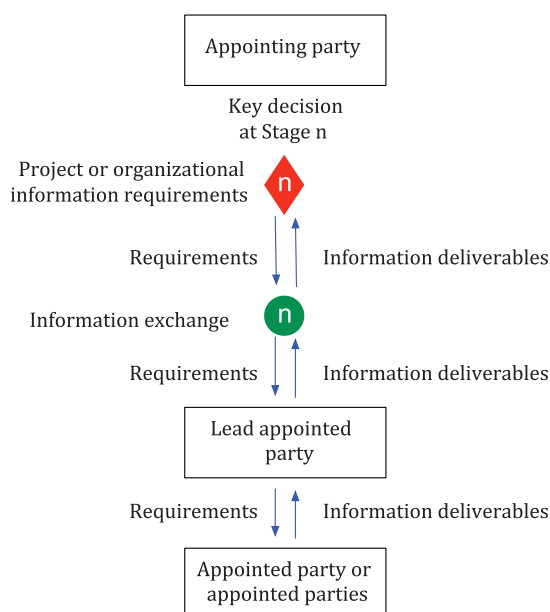 Appointing party
Key decision
at Stage n
Project or organizational
information requirements
n
Requirements
Information deliverables
Information exchange
n
Requirements
Information deliverables
Lead appointed
party
Requirements
Information deliverables
Appointed party or
appointed parties